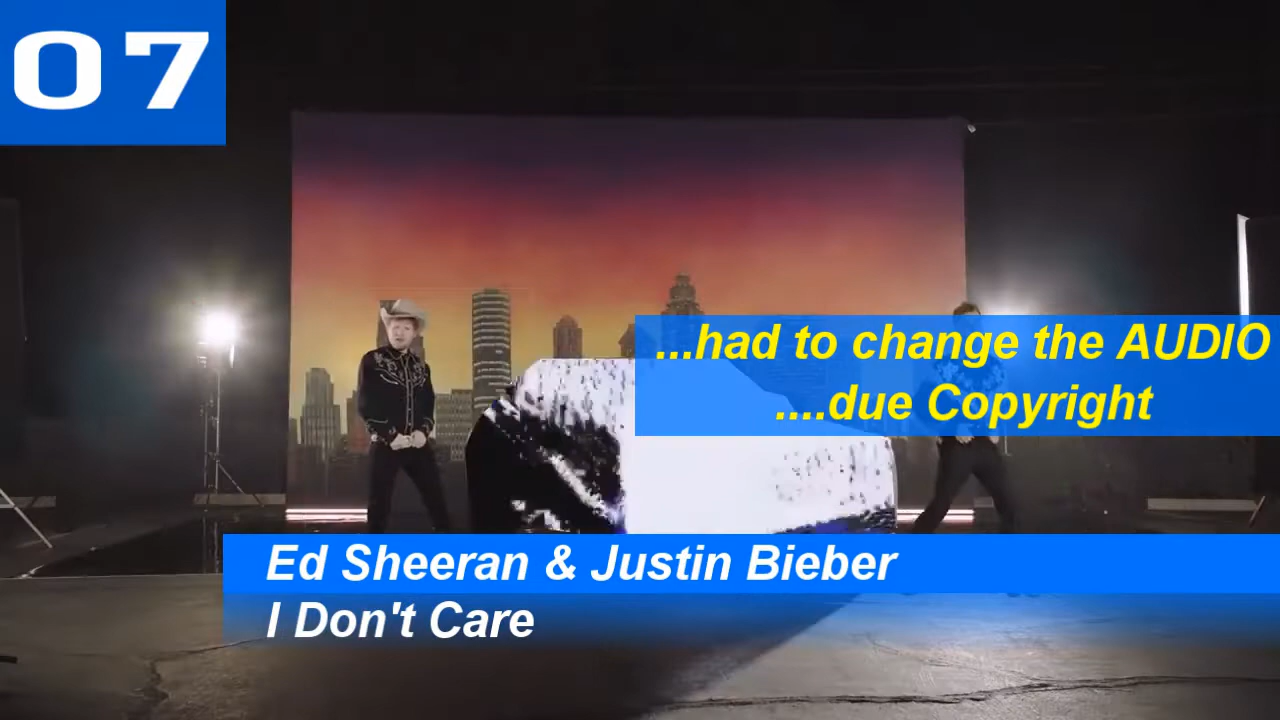 07
...had to change the AUDIO
....due Copyright
Ed Sheeran & Justin Bieber
I Don't Care